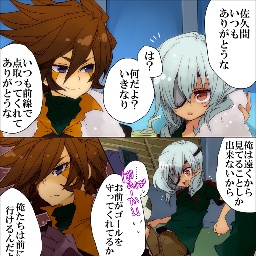 佐久間
いつも
ありがとうな
は?
何だよ?
いきなり
いつも前線で
点取ってくれて
ありがとうな
俺は遠くから
見てることしか
出来ないから
お前がゴールを
守ってくれてるか
俺たちは前に
行けるんだよ